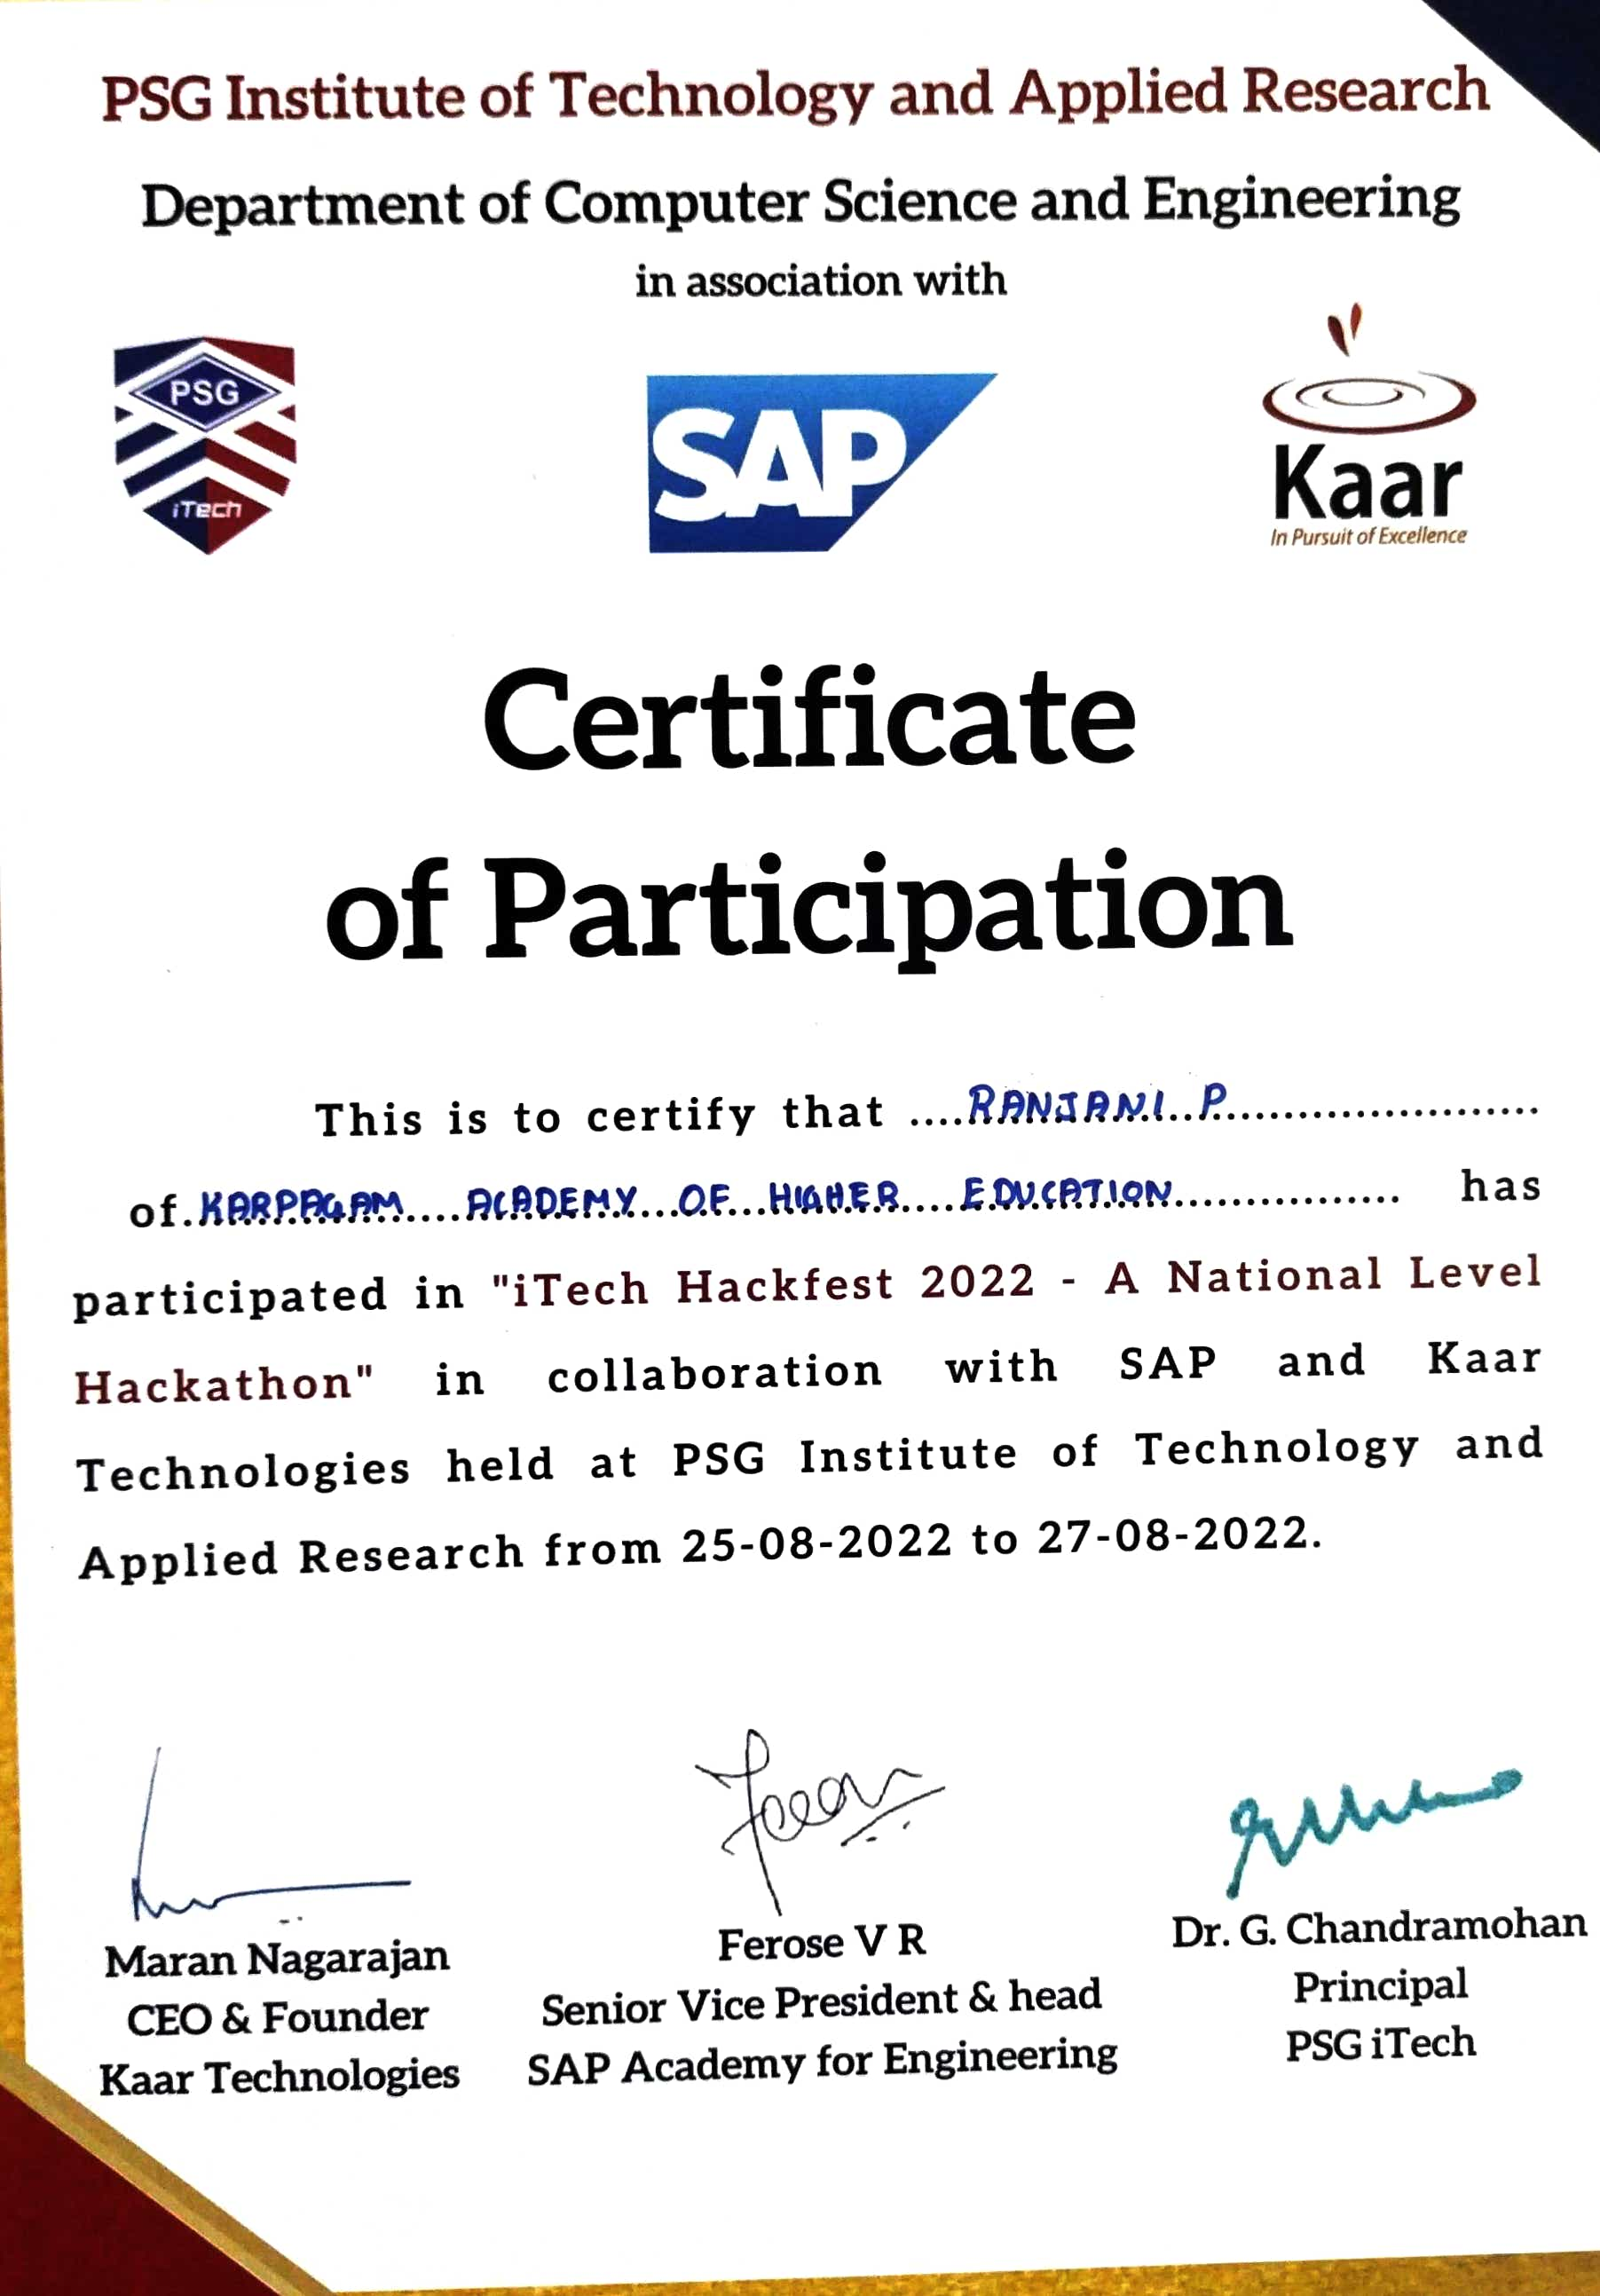 PSG Institute of Technology and Applied Research
Department of Computer Science and Engineering
in association with
PSG
iTech
SAP
Kaar
In Pursuit of Excellence
Certificate
of Participation
This is to certify that ....RANJANI P......................
of.KARPAGAM....ACADEMY...OF...HIGHER....EDUCATION................ has
participated in "iTech Hackfest 2022 - A National Level
Hackathon" in collaboration with SAP and Kaar
Technologies held at PSG Institute of Technology and
Applied Research from 25-08-2022 to 27-08-2022.
Maran Nagarajan
CEO & Founder
Kaar Technologies
Ferose V R
Senior Vice President & head
SAP Academy for Engineering
Dr. G. Chandramohan
Principal
PSG iTech